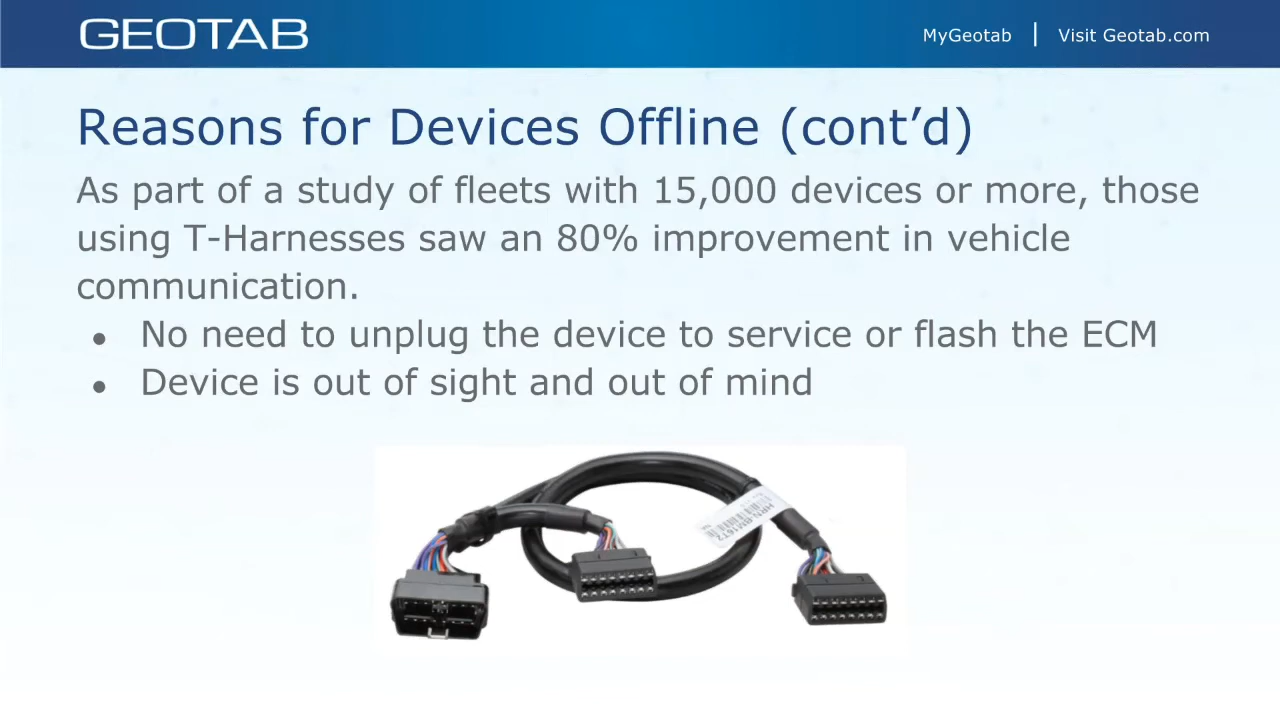 GEOTAB
MyGeotab | Visit Geotab.com
Reasons for Devices Offline (cont’d)
As part of a study of fleets with 15,000 devices or more, those
using T-Harnesses saw an 80% improvement in vehicle
communication.
● No need to unplug the device to service or flash the ECM
● Device is out of sight and out of mind
HRN-BM16T2